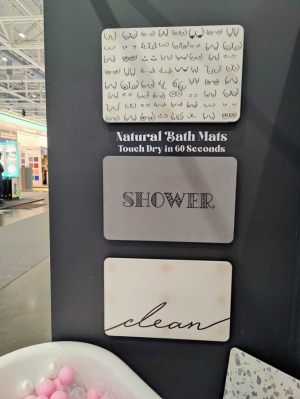 Natural Bath Mats
Touch Dry in 60 Seconds
SHOWER
clean